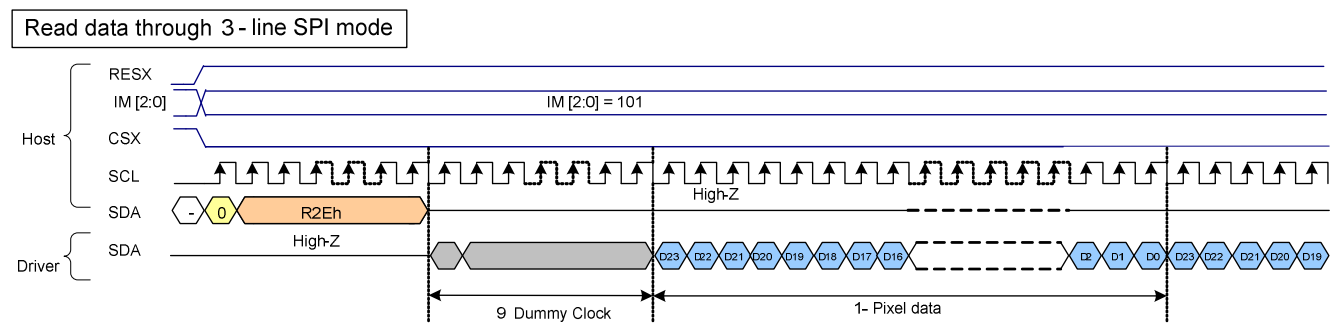 Read data through 3-line SPI mode
RESX
IM [2:0]
IM [2:0] = 101
Host
CSX
SCL
High-Z
SDA
- 0 R2Eh
High-Z
Driver
SDA
D23 D22 D21 D20 D19 D18 D17 D16 D2 D1 D0 D23 D22 D21 D20 D19
9 Dummy Clock
1- Pixel data